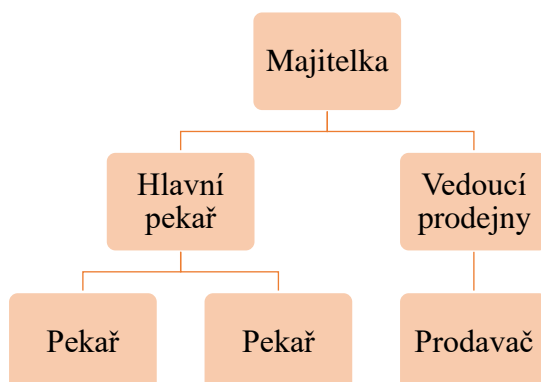 Majitelka
Hlavní
pekař
Vedoucí
prodejny
Pekař
Pekař
Prodavač